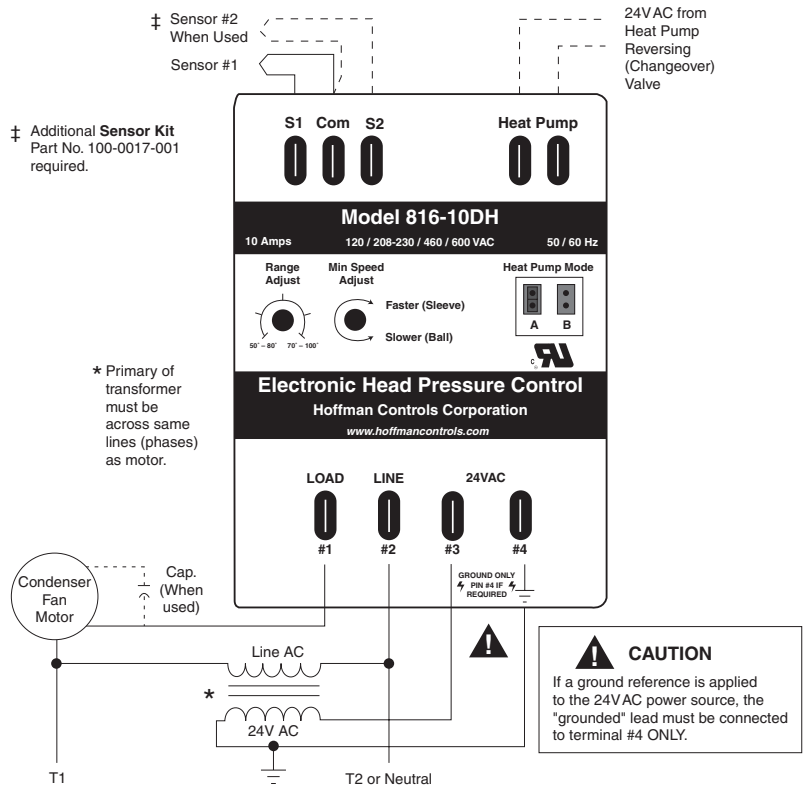 ‡ Sensor #2
When Used
Sensor #1
24VAC from
Heat Pump
Reversing
(Changeover)
Valve
‡ Additional Sensor Kit
Part No. 100-0017-001
required.
S1 Com S2
Heat Pump
Model 816-10DH
10 Amps 120 / 208-230 / 460 / 600 VAC 50 / 60 Hz
Range
Adjust
50° – 80° 70° – 100°
Min Speed
Adjust
Faster (Sleeve)
Slower (Ball)
Heat Pump Mode
A B
c RU ®
* Primary of
transformer
must be
across same
lines (phases)
as motor.
Electronic Head Pressure Control
Hoffman Controls Corporation
www.hoffmancontrols.com
LOAD LINE 24VAC
#1 #2 #3 #4
GROUND ONLY
PIN #4 IF
REQUIRED
Condenser
Fan
Motor
Cap.
(When
used)
Line AC
*
24V AC
T1
T2 or Neutral
! 
! CAUTION
If a ground reference is applied
to the 24VAC power source, the
"grounded" lead must be connected
to terminal #4 ONLY.